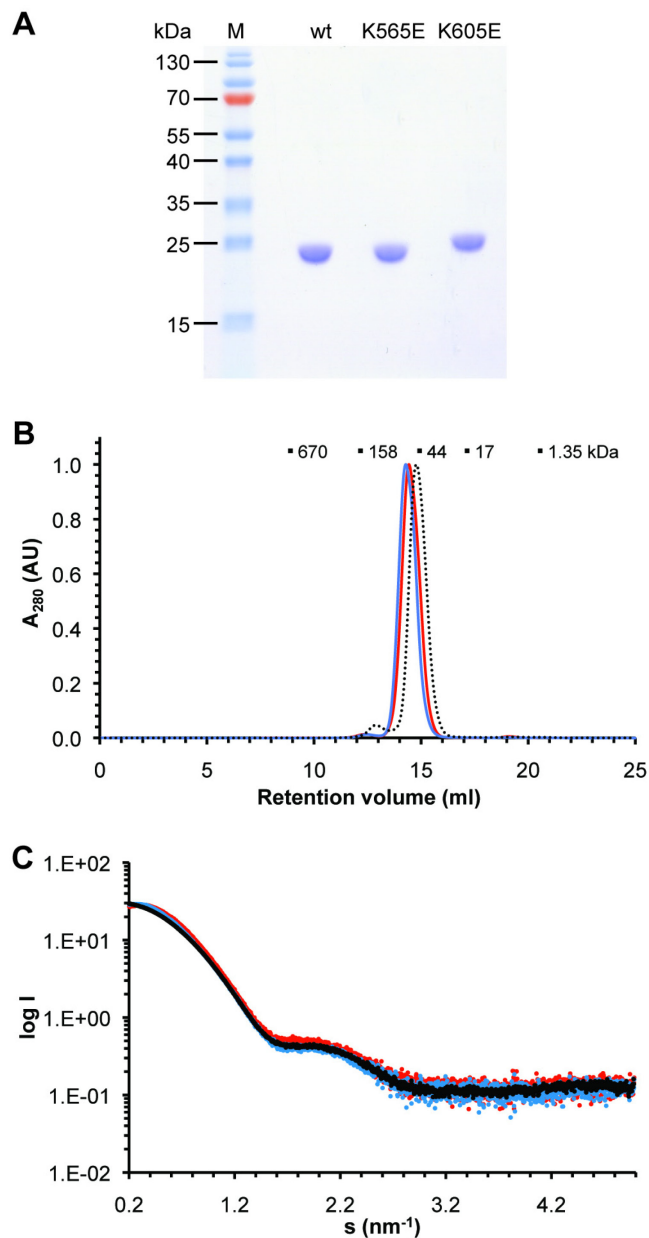 A
kDa M wt K565E K605E
130
70
55
40
35
25
15
B
▪ 670 ▪ 158 ▪ 44 ▪ 17 ▪ 1.35 kDa
1.0
0.8
0.6
0.4
0.2
0.0
A280 (AU)
0 5 10 15 20 25
Retention volume (ml)
C
1.E+02
1.E+01
1.E+00
1.E-01
1.E-02
log I
0.2 1.2 2.2 3.2 4.2
s (nm-1)